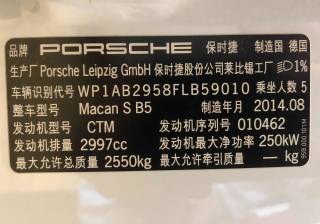 品牌 PORSCHE 保时捷 制造国 德国
生产厂 Porsche Leipzig GmbH 保时捷股份公司莱比锡工厂 1%
车辆识别代号 WP1AB2958FLB59010 乘坐人数 5
整车型号 Macan S B5 制造年月 2014.08
发动机型号 CTM 发动机序列号 010462
发动机排量 2997cc 发动机最大净功率 250kW
最大允许总质量 2550kg 最大允许牵引质量 — kg
95B 000 101 M